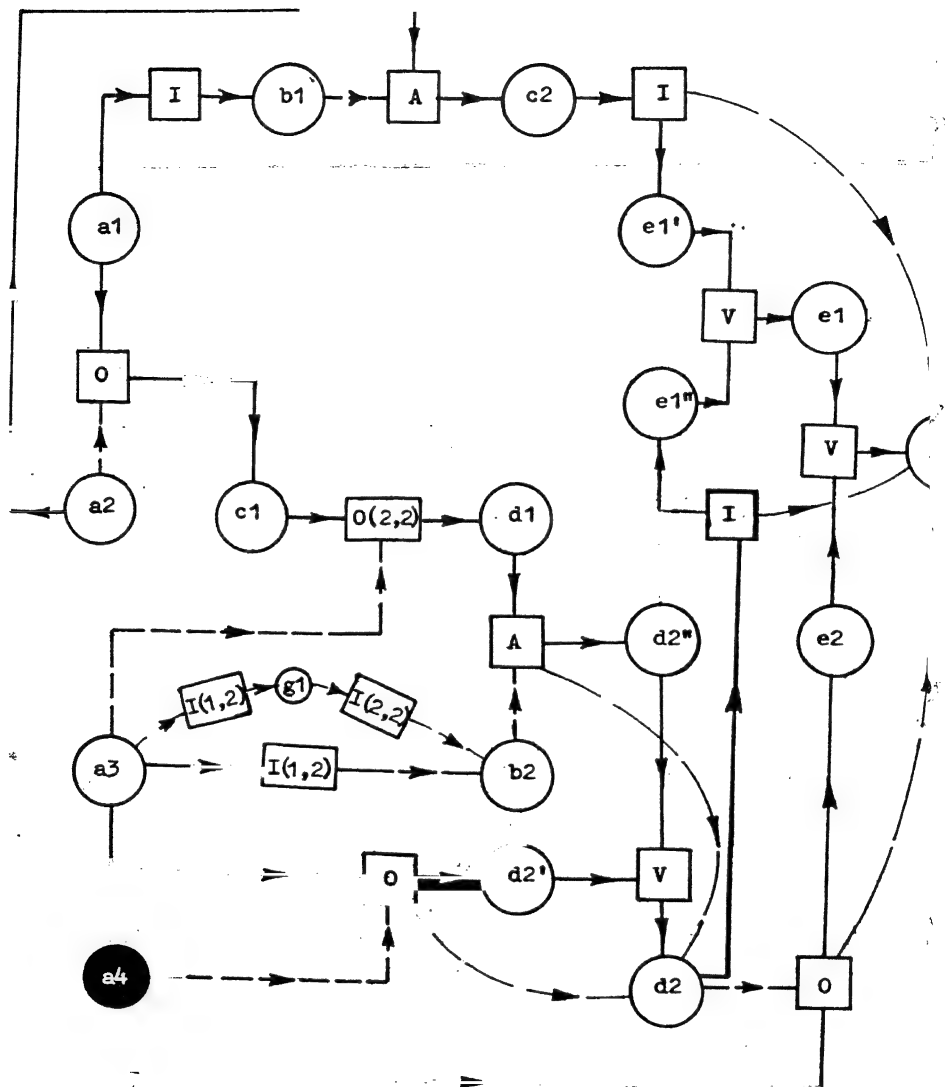 I
b1
A
c2
I
a1
e1'
V
e1
O
e1"
V
a2
c1
O(2,2)
d1
I
A
d2"
e2
I(1,2)
g1
I(2,2)
a3
I(1,2)
b2
O
d2'
V
a4
d2
O